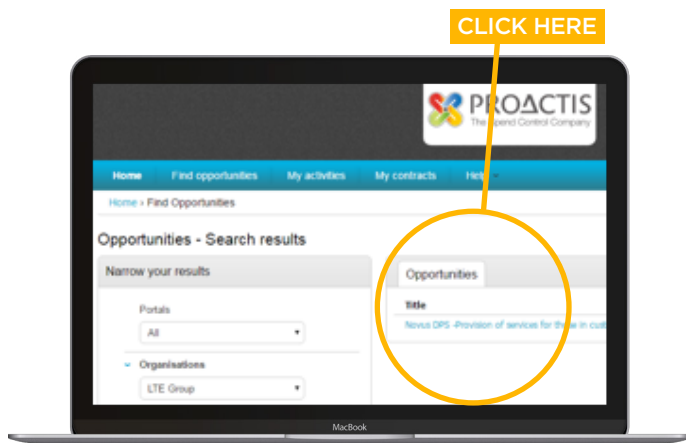 CLICK HERE
PROACTIS
The Spend Control Company
Home Find opportunities My activities My contracts Help
Home › Find Opportunities
Opportunities - Search results
Narrow your results
Opportunities
Portals
Title
All
Novus DPS -Provision of services for those in cust
Organisations
LTE Group
MacBook